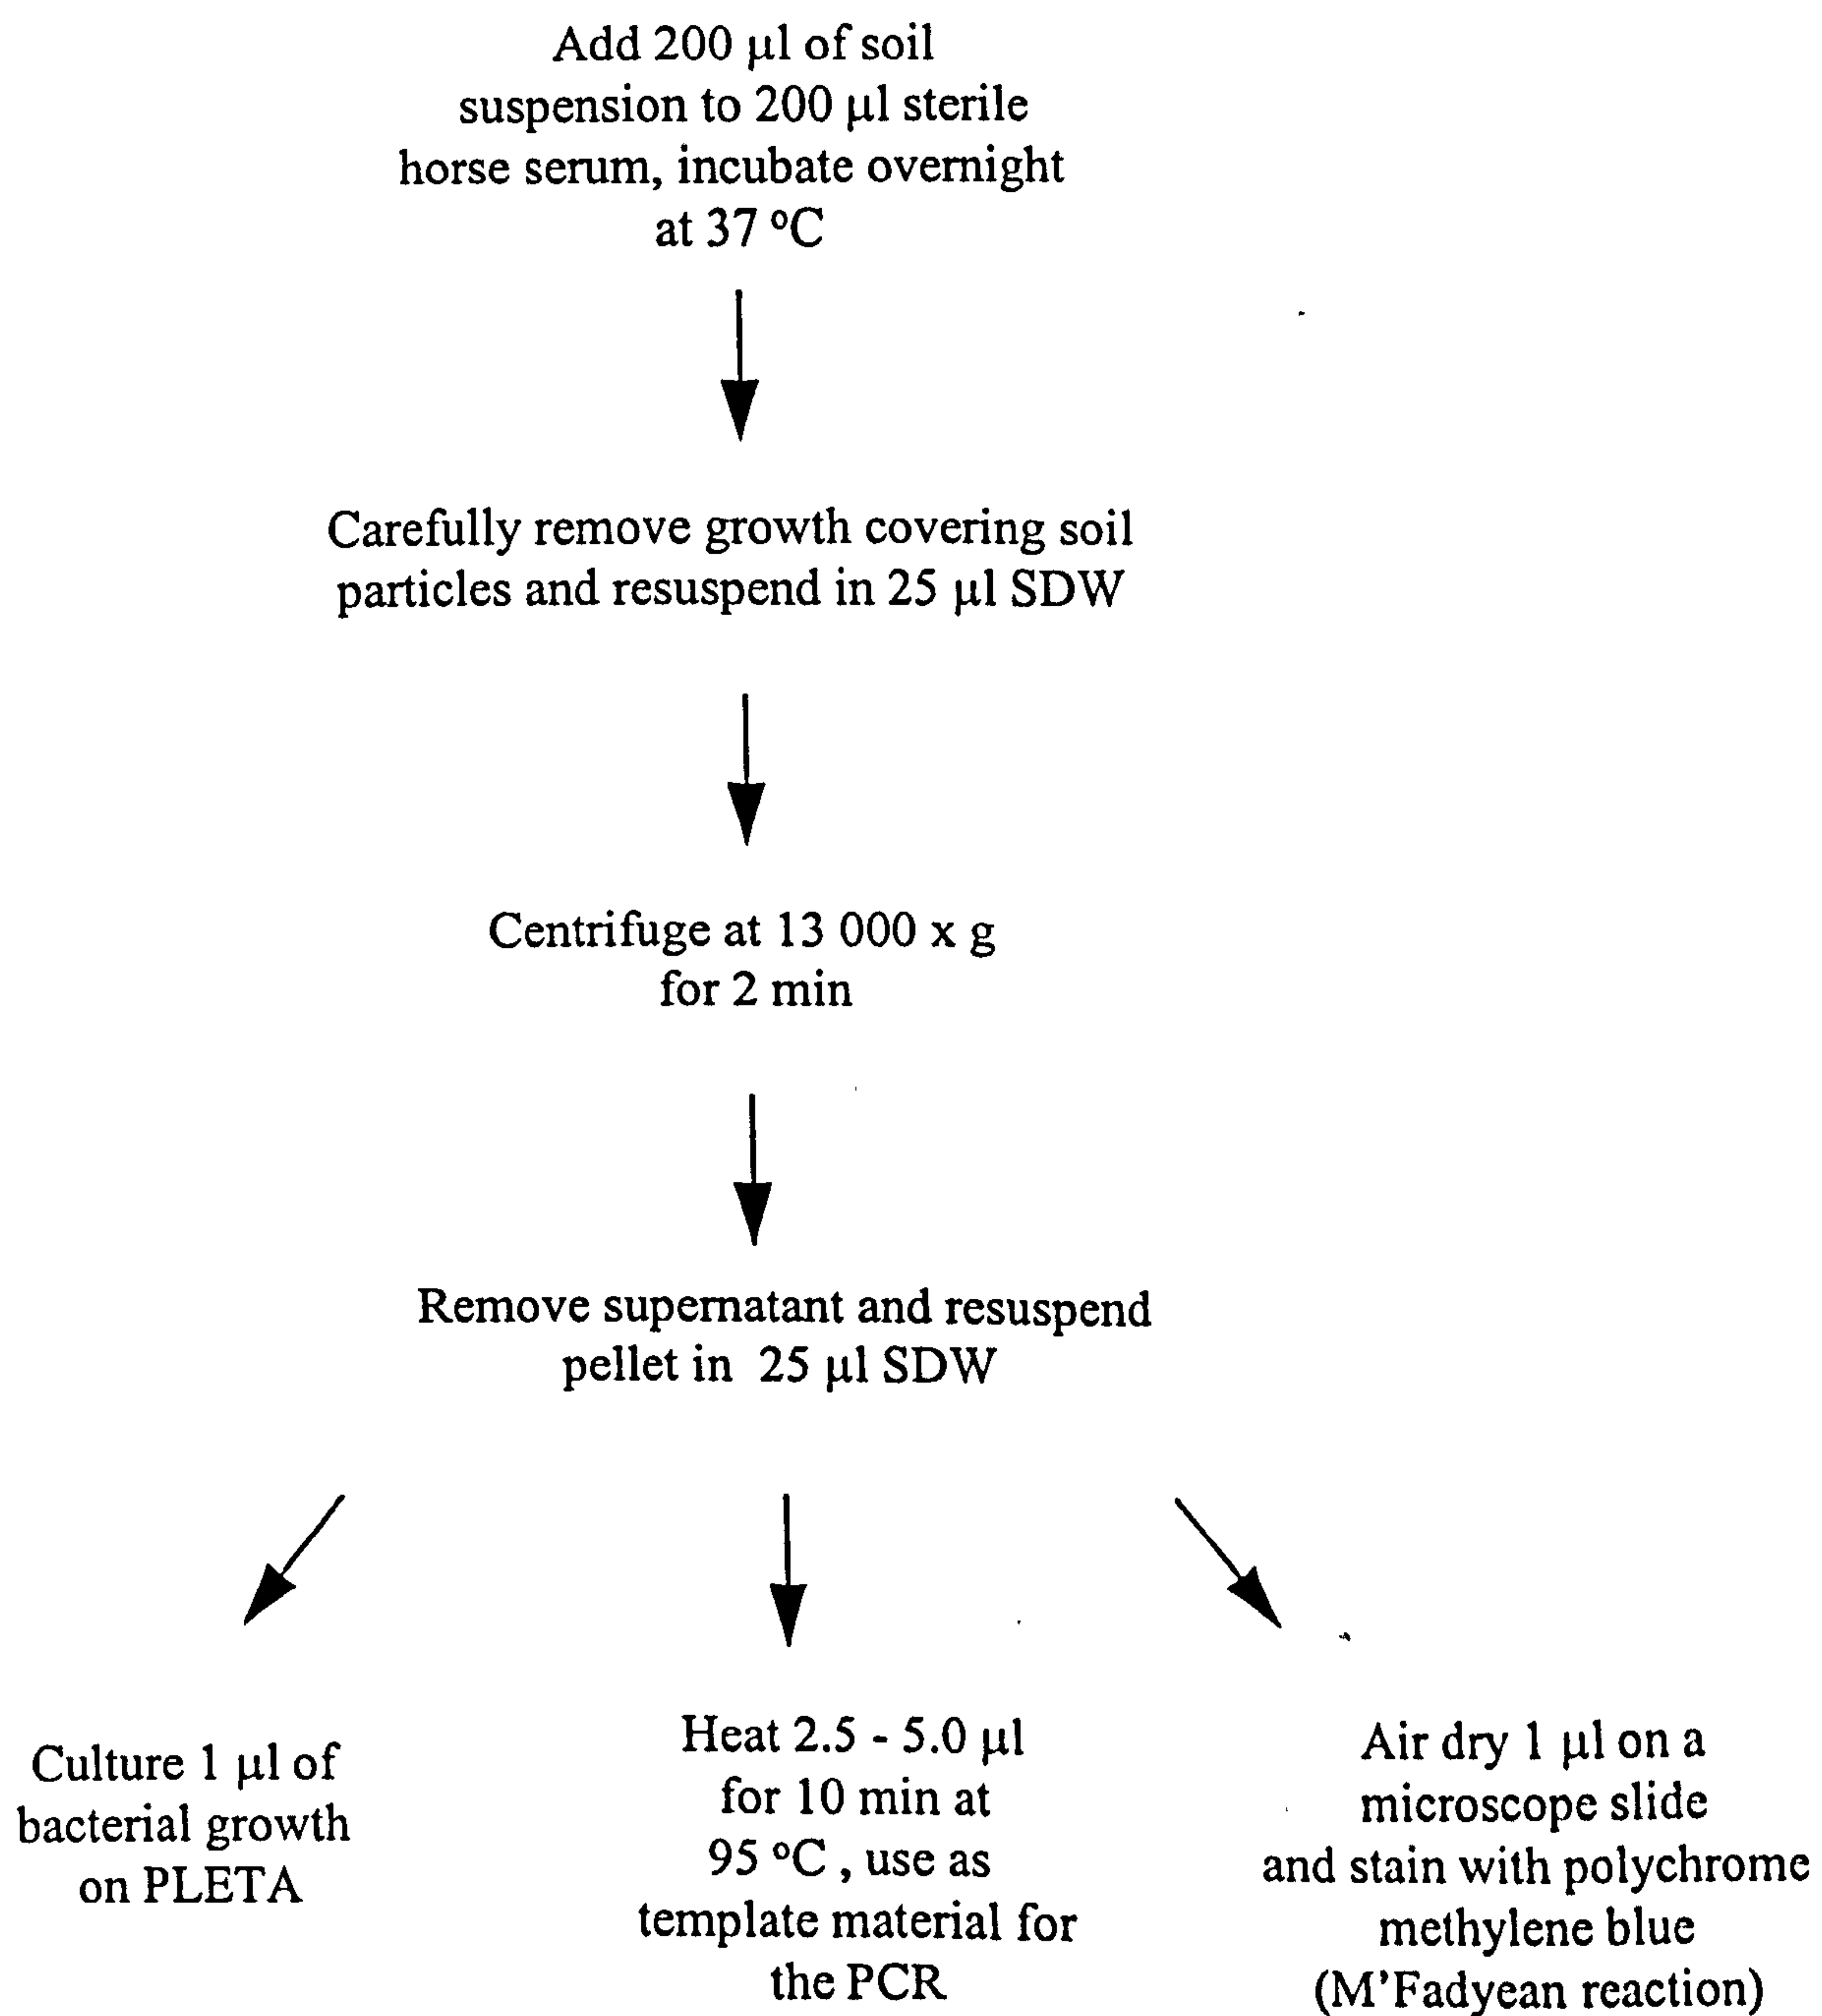 Add 200 µl of soil
suspension to 200 µl sterile
horse serum, incubate overnight
at 37 ºC
Carefully remove growth covering soil
particles and resuspend in 25 µl SDW
Centrifuge at 13 000 x g
for 2 min
Remove supernatant and resuspend
pellet in 25 µl SDW
Culture 1 µl of
bacterial growth
on PLETA
Heat 2.5 - 5.0 µl
for 10 min at
95 ºC , use as
template material for
the PCR
Air dry 1 µl on a
microscope slide
and stain with polychrome
methylene blue
(M’Fadyean reaction)